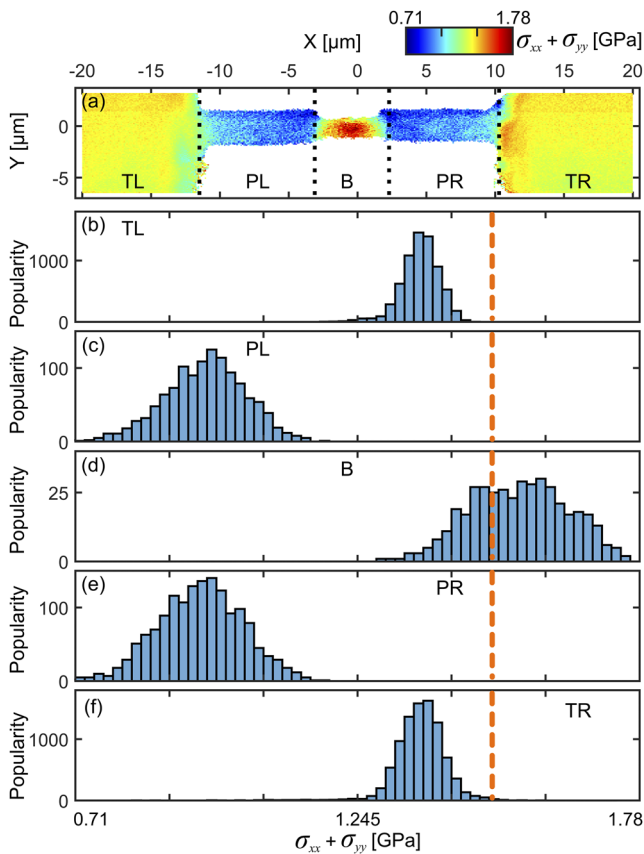 0.71 1.78
X [μm] σxx + σyy [GPa]
-20 -15 -10 -5 0 5 10 15 20
(a)
Y [μm]
0
-5
TL PL B PR TR
(b) TL
Popularity
1000
0
(c) PL
Popularity
100
0
(d) B
Popularity
25
0
(e) PR
Popularity
100
0
(f) TR
Popularity
1000
0
0.71 1.245 1.78
σxx + σyy [GPa]